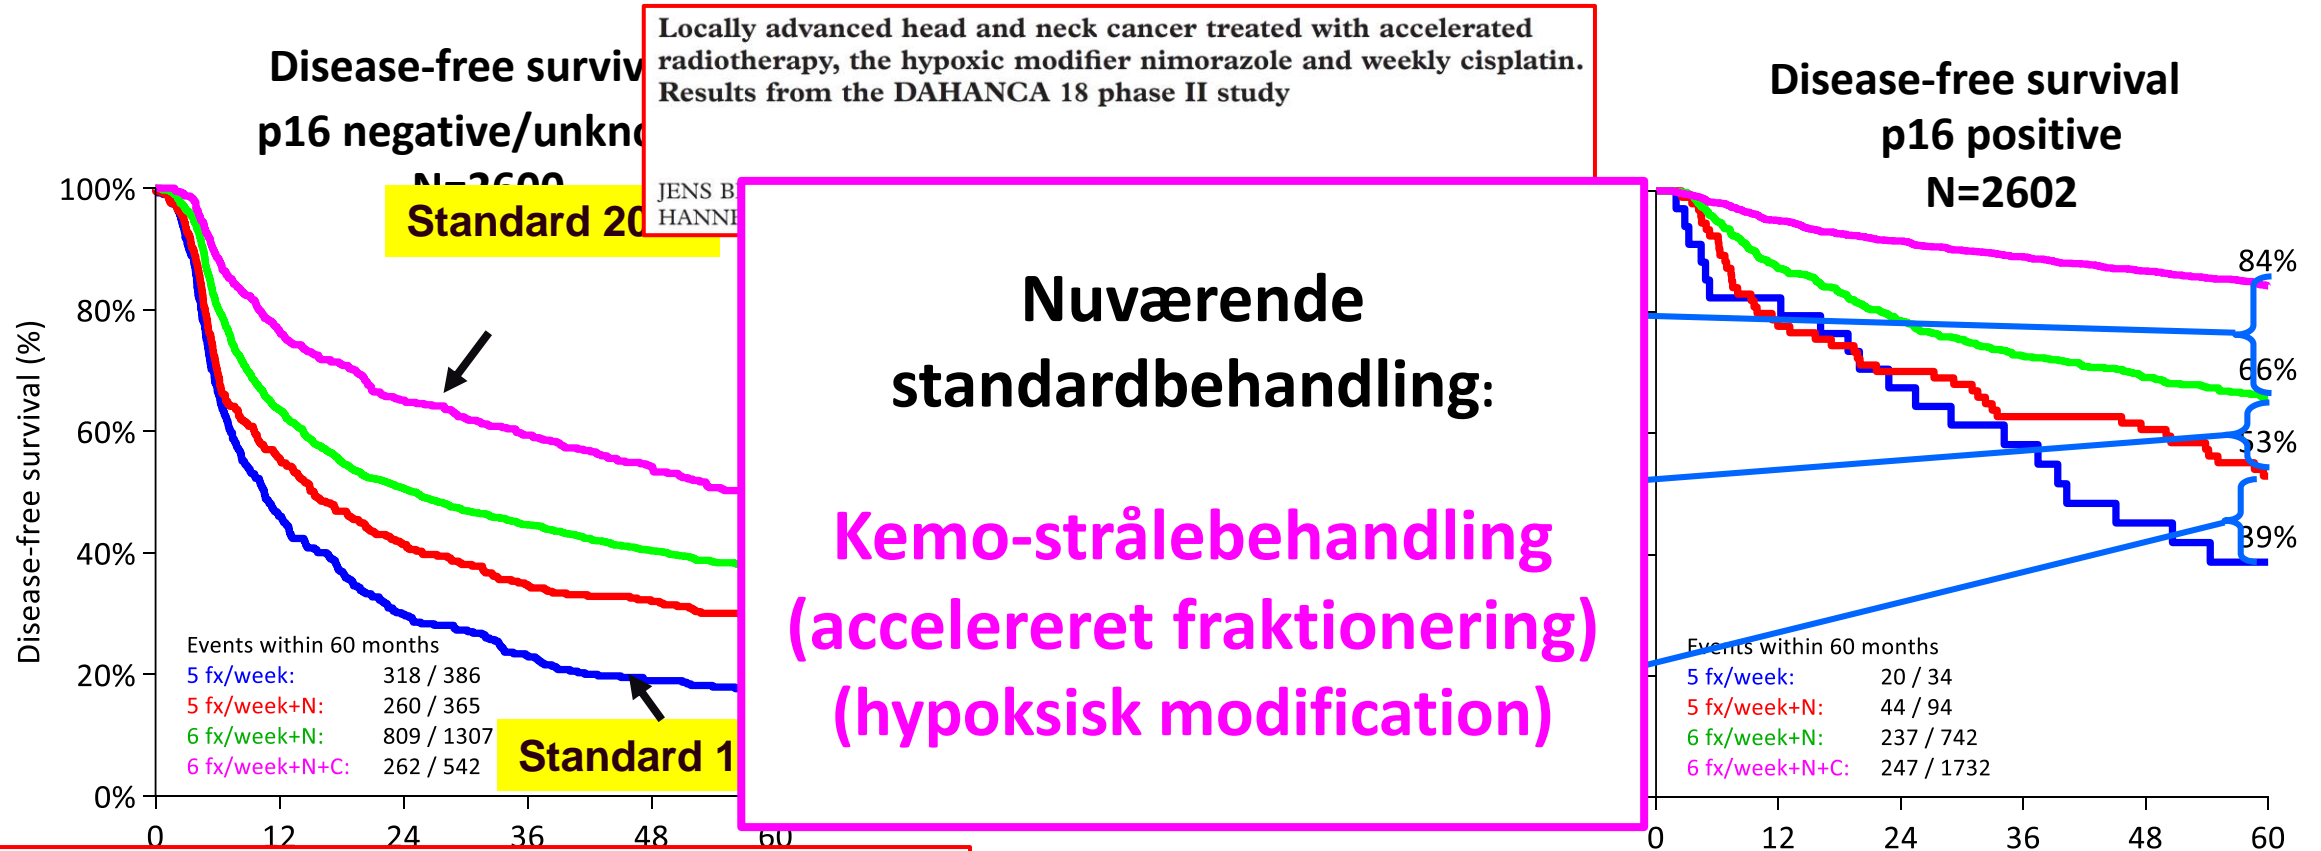 Locally advanced head and neck cancer treated with accelerated
radiotherapy, the hypoxic modifier nimorazole and weekly cisplatin.
Results from the DAHANCA 18 phase II study
JENS
HANNE
Disease-free
p16
Standard
Disease-free survival (%)
100%
80%
60%
40%
20%
0%
Events within 60 months
5 fx/week: 318 / 386
5 fx/week+N: 260 / 365
6 fx/week+N: 809 / 1307
6 fx/week+N+C: 262 / 542
Standard
0 12 24 36 48 60
Nuværende
standardbehandling:
Kemo-strålebehandling
(accelereret fraktionering)
(hypoksisk modification)
Disease-free survival
p16 positive
N=2602
84%
66%
53%
39%
Events within 60 months
5 fx/week: 20 / 34
5 fx/week+N: 44 / 94
6 fx/week+N: 237 / 742
6 fx/week+N+C: 247 / 1732
0 12 24 36 48 60